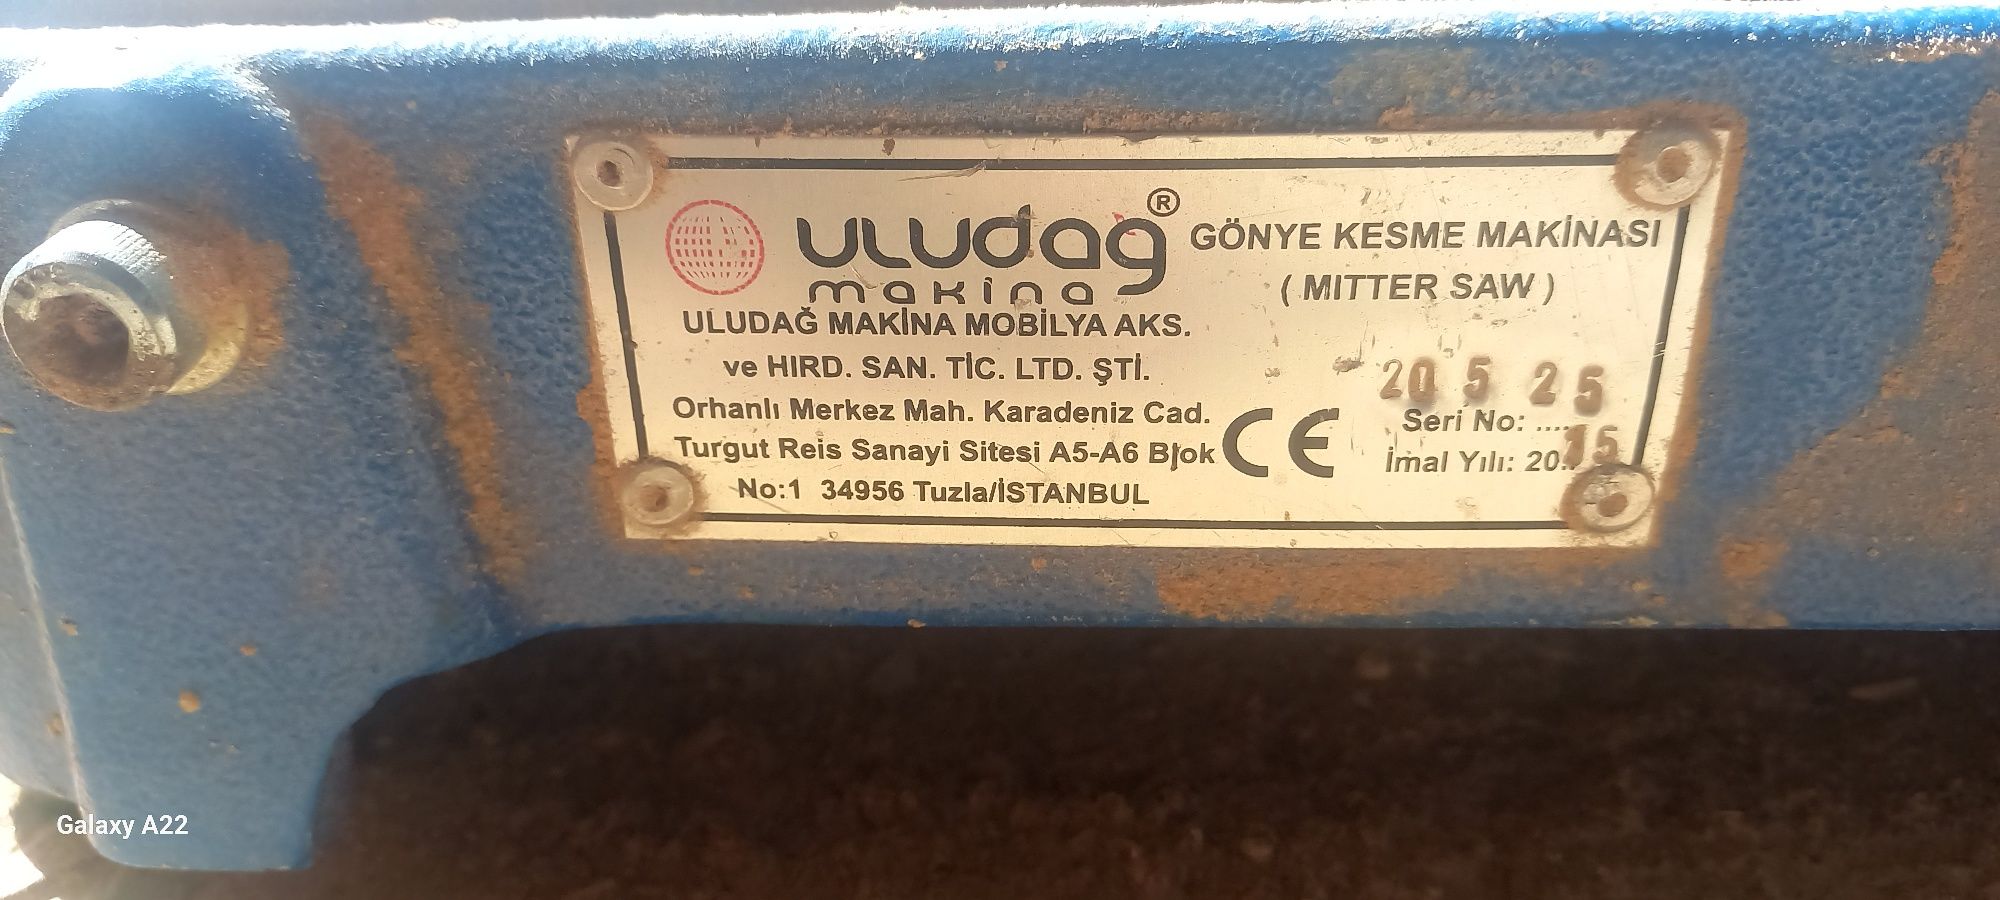 uludağ® GÖNYE KESME MAKİNASI
makina ( MITTER SAW )
ULUDAĞ MAKİNA MOBİLYA AKS.
ve HIRD. SAN. TİC. LTD. ŞTİ.
Orhanlı Merkez Mah. Karadeniz Cad.
Turgut Reis Sanayi Sitesi A5-A6 Blok
No:1 34956 Tuzla/İSTANBUL
CE
20 5 25
Seri No: ....
İmal Yılı: 20..15
Galaxy A22